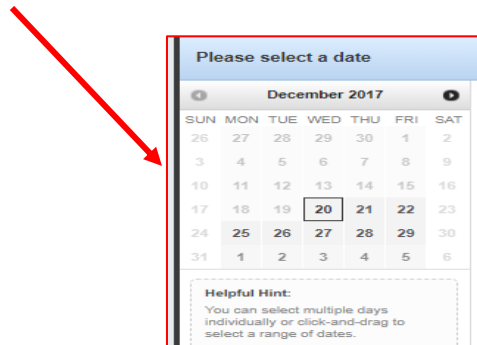 Please select a date
December 2017
SUN MON TUE WED THU FRI SAT
26 27 28 29 30 1 2
3 4 5 6 7 8 9
10 11 12 13 14 15 16
17 18 19 20 21 22 23
24 25 26 27 28 29 30
31 1 2 3 4 5 6
Helpful Hint:
You can select multiple days
individually or click-and-drag to
select a range of dates.